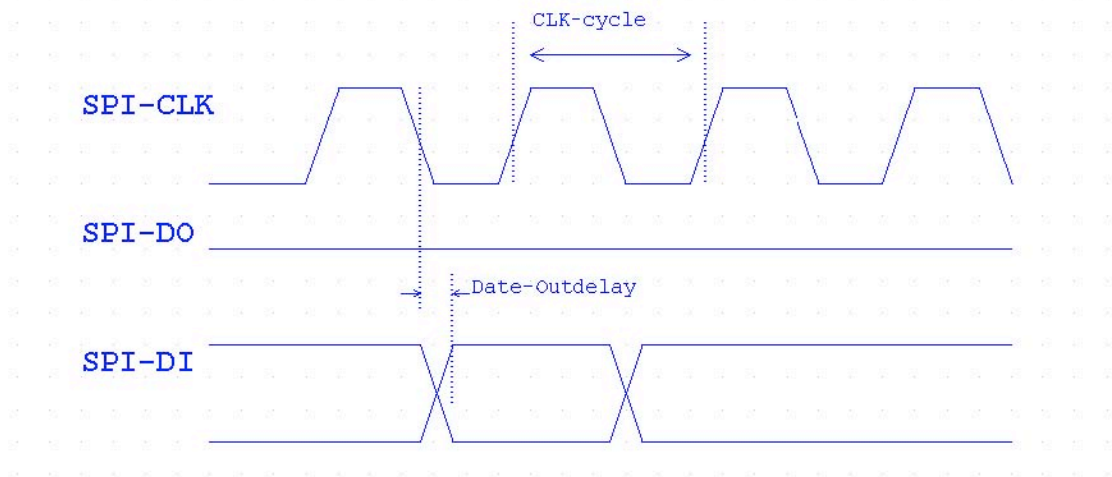 CLK-cycle
SPI-CLK
SPI-DO
Date-Outdelay
SPI-DI